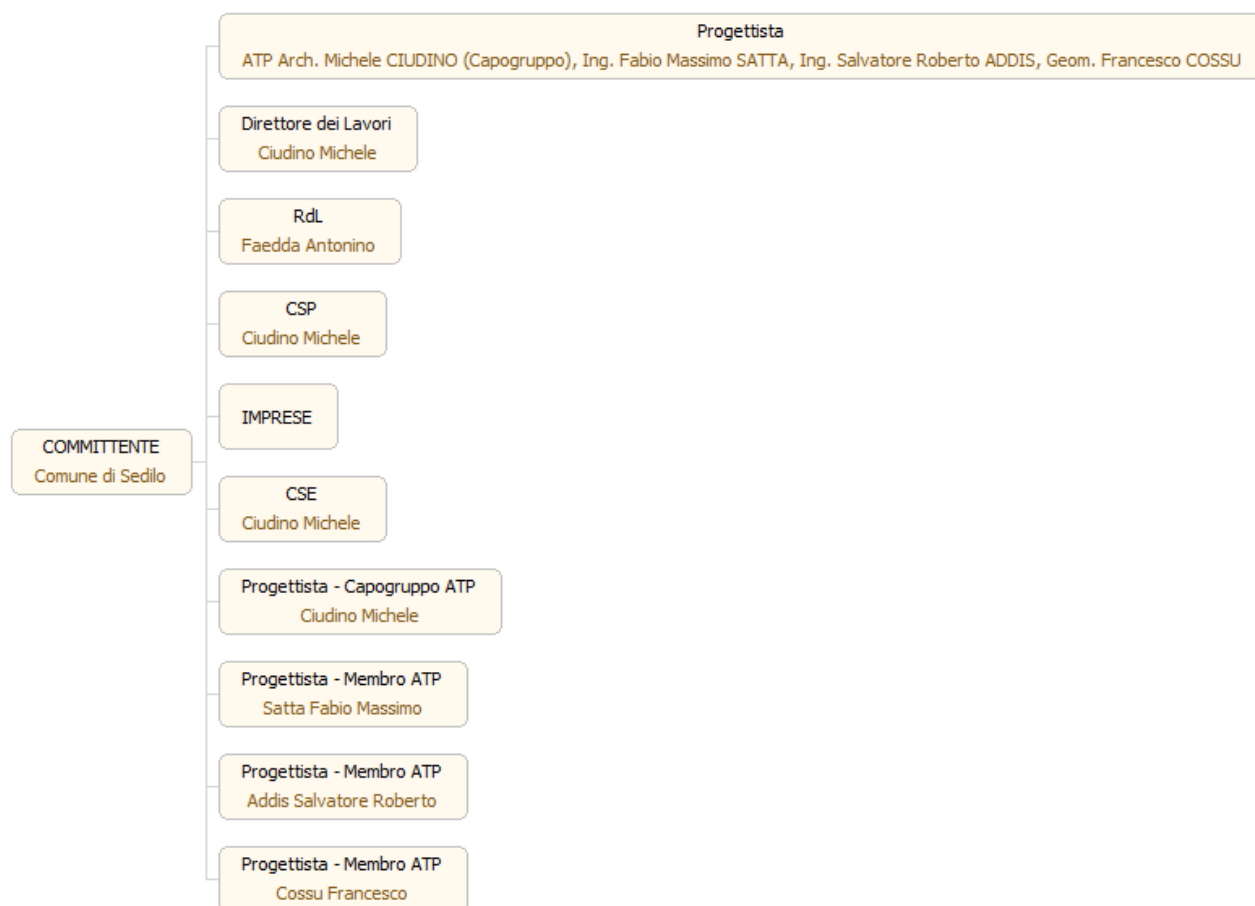 Progettista
ATP Arch. Michele CIUDINO (Capogruppo), Ing. Fabio Massimo SATTA, Ing. Salvatore Roberto ADDIS, Geom. Francesco COSSU
Direttore dei Lavori
Ciudino Michele
RdL
Faedda Antonino
CSP
Ciudino Michele
IMPRESE
COMMITTENTE
Comune di Sedilo
CSE
Ciudino Michele
Progettista - Capogruppo ATP
Ciudino Michele
Progettista - Membro ATP
Satta Fabio Massimo
Progettista - Membro ATP
Addis Salvatore Roberto
Progettista - Membro ATP
Cossu Francesco